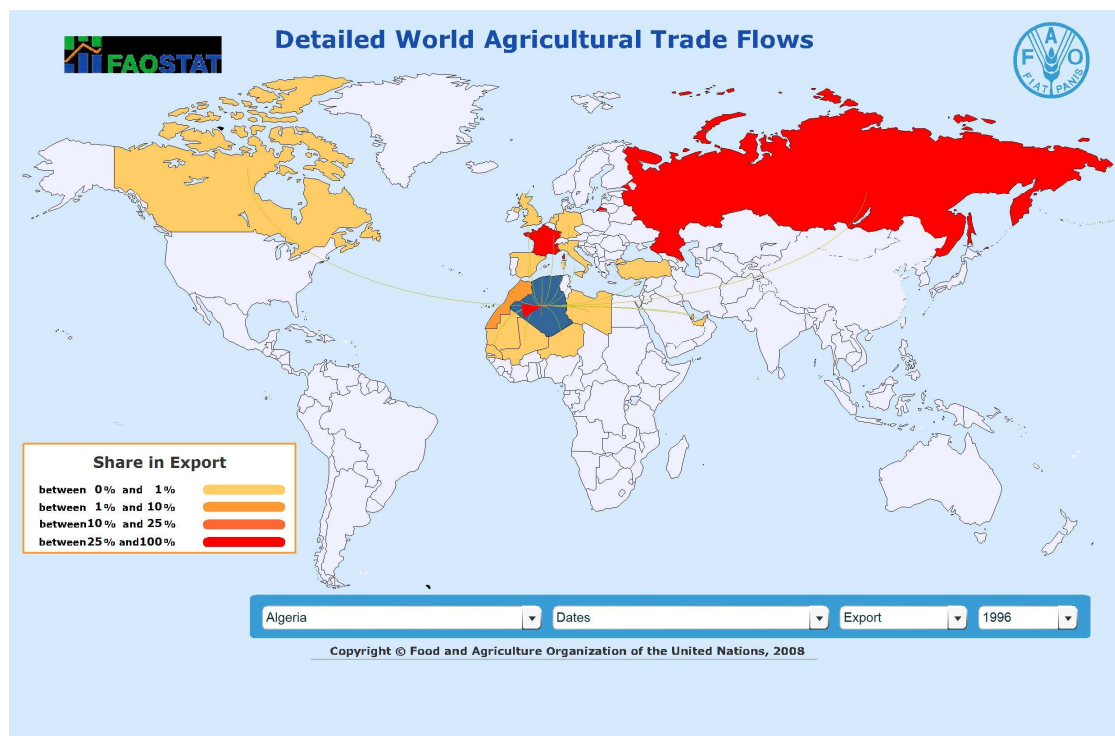 Detailed World Agricultural Trade Flows
FAOSTAT
F A O
FIAT PANIS
Share in Export
between 0% and 1%
between 1% and 10%
between10% and 25%
between25% and100%
Algeria
Dates
Export
1996
Copyright © Food and Agriculture Organization of the United Nations, 2008